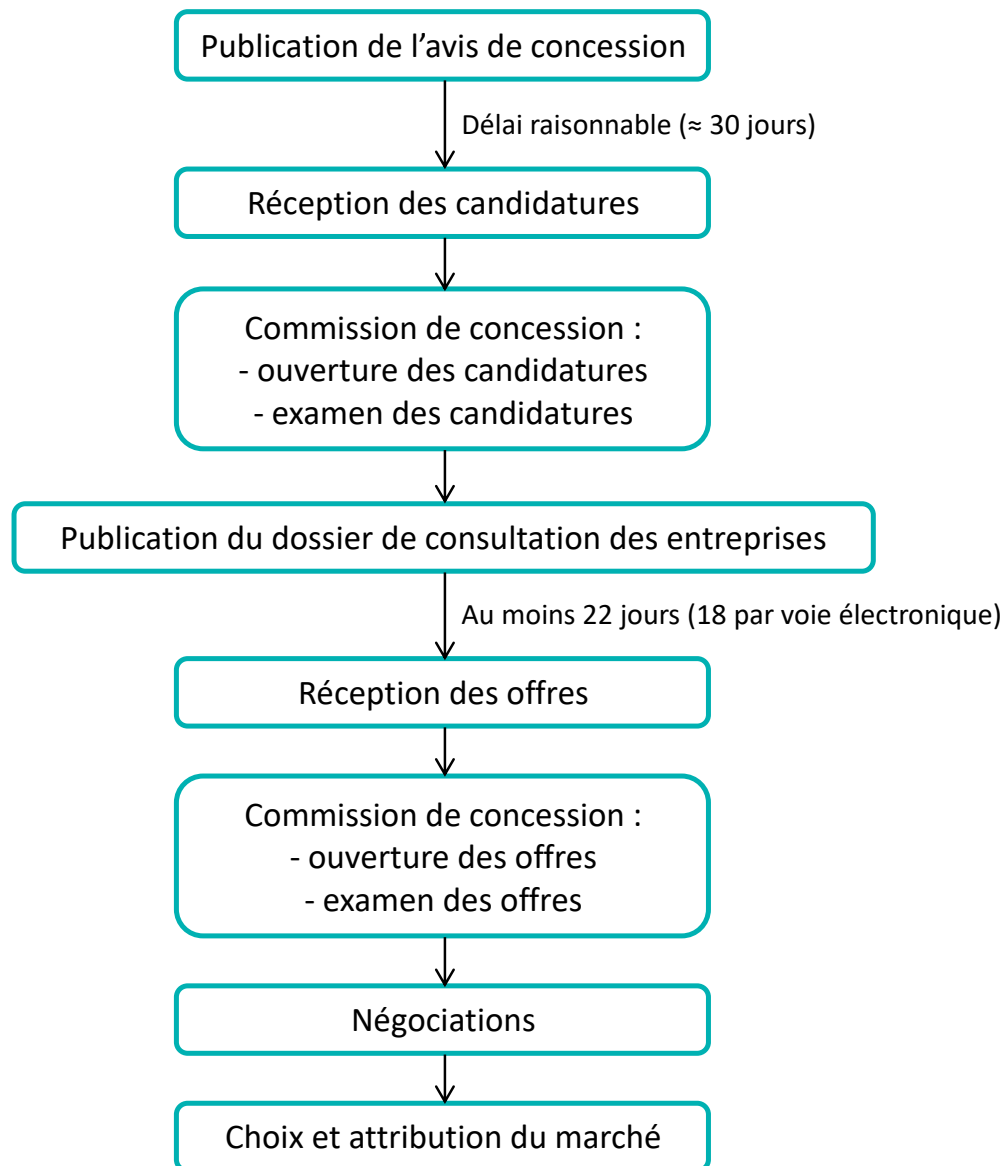 Publication de l’avis de concession
Délai raisonnable (≈ 30 jours)
Réception des candidatures
Commission de concession :
- ouverture des candidatures
- examen des candidatures
Publication du dossier de consultation des entreprises
Au moins 22 jours (18 par voie électronique)
Réception des offres
Commission de concession :
- ouverture des offres
- examen des offres
Négociations
Choix et attribution du marché